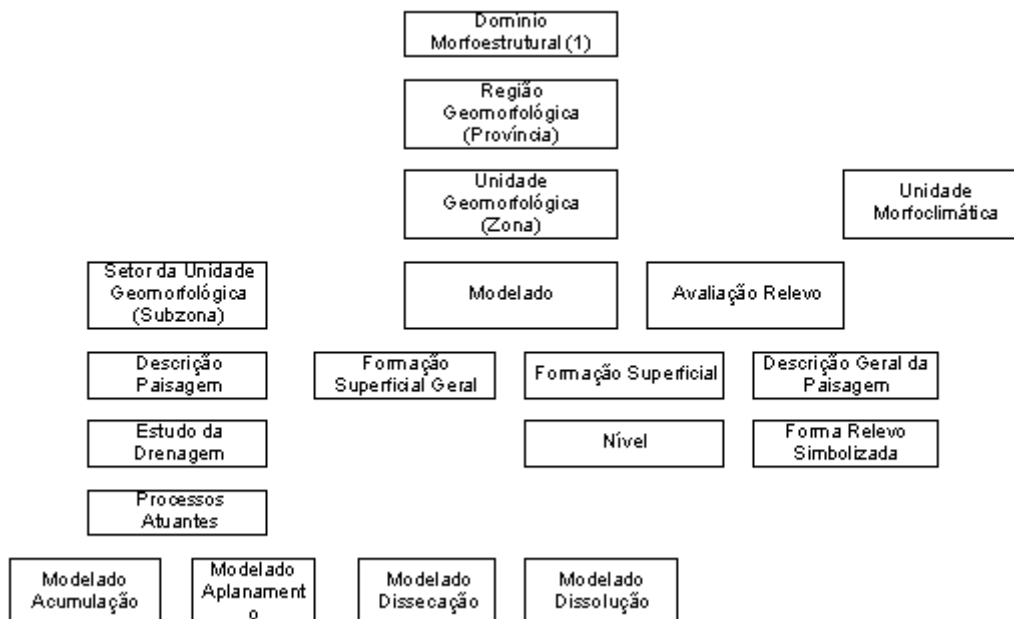 Domínio
Morfoestrutural (1)
Região
Geomorfológica
(Província)
Unidade
Geomorfológica
(Zona)
Unidade
Morfoclimática
Setor da Unidade
Geomorfológica
(Subzona)
Modelado
Avaliação Relevo
Descrição
Paisagem
Formação
Superficial Geral
Formação Superficial
Descrição Geral da
Paisagem
Estudo da
Drenagem
Nível
Forma Relevo
Simbolizada
Processos
Atuantes
Modelado
Acumulação
Modelado
Aplanament
o
Modelado
Dissecação
Modelado
Dissolução